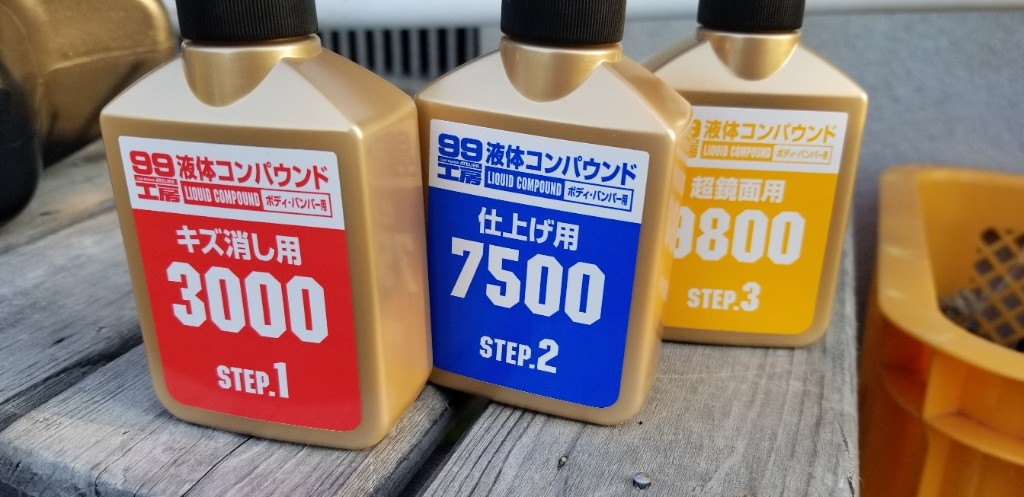 99
工房
液体コンパウンド
LIQUID COMPOUND
ボディ・バンパー用
キズ消し用
3000
STEP.1
99
工房
液体コンパウンド
LIQUID COMPOUND
ボディ・バンパー用
仕上げ用
7500
STEP.2
液体コンパウンド
LIQUID COMPOUND
ボディ・バンパー用
超鏡面用
9800
STEP.3